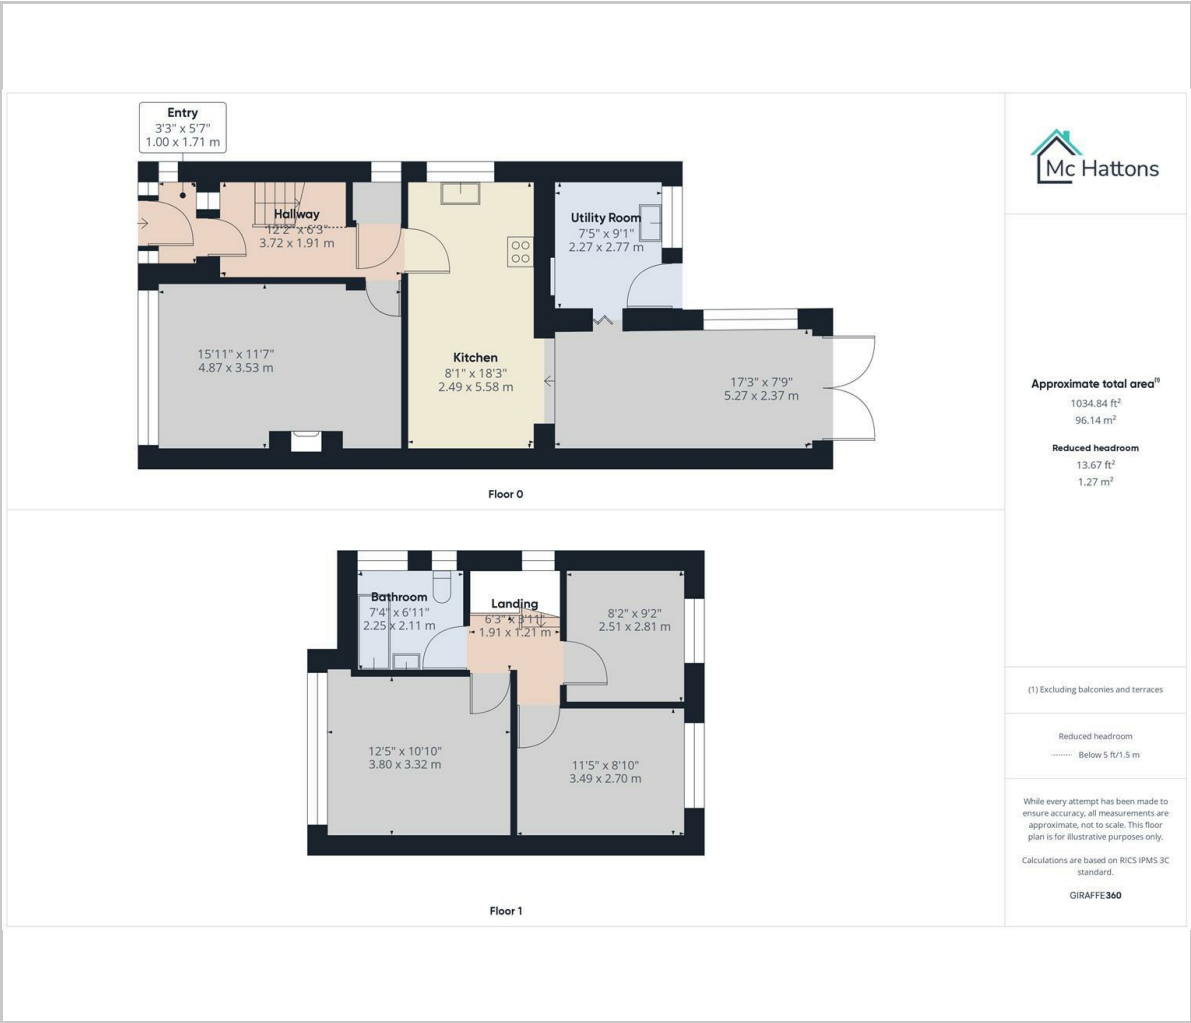 Entry
3'3" x 5'7"
1.00 x 1.71 m
Hallway
12'2" x 6'3"
3.72 x 1.91 m
Utility Room
7'5" x 9'1"
2.27 x 2.77 m
15'11" x 11'7"
4.87 x 3.53 m
Kitchen
8'1" x 18'3"
2.49 x 5.58 m
17'3" x 7'9"
5.27 x 2.37 m
Floor 0
Bathroom
7'4" x 6'11"
2.25 x 2.11 m
Landing
6'3" x 3'11"
1.91 x 1.21 m
8'2" x 9'2"
2.51 x 2.81 m
12'5" x 10'10"
3.80 x 3.32 m
11'5" x 8'10"
3.49 x 2.70 m
Floor 1
Mc Hattons
Approximate total area(1)
1034.84 ft²
96.14 m²
Reduced headroom
13.67 ft²
1.27 m²
(1) Excluding balconies and terraces
Reduced headroom
Below 5 ft/1.5 m
While every attempt has been made to
ensure accuracy, all measurements are
approximate, not to scale. This floor
plan is for illustrative purposes only.
Calculations are based on RICS IPMS 3C
standard.
GIRAFFE360